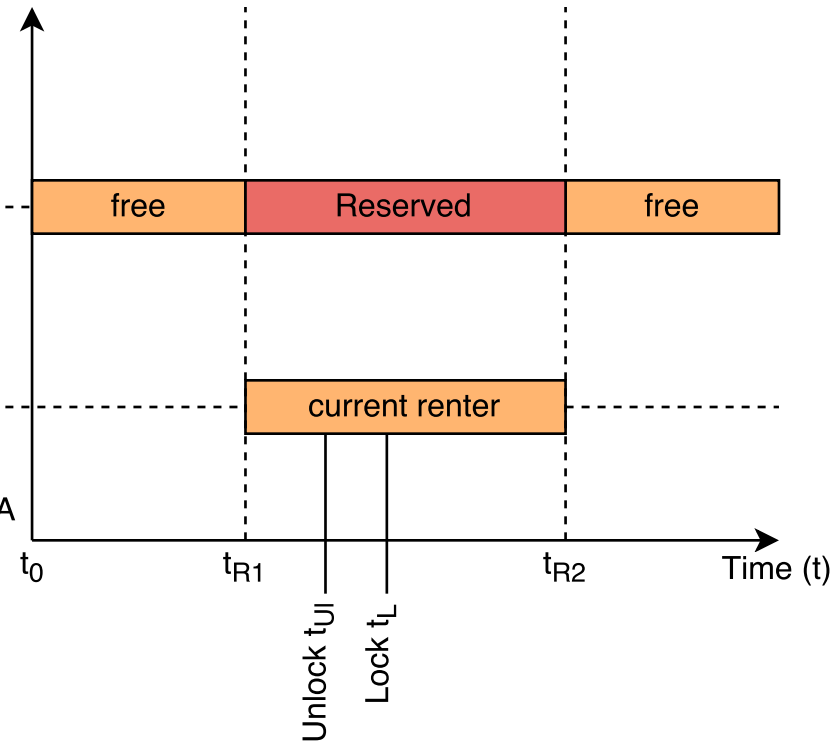 free
Reserved
free
current renter
A
t0
tR1
tR2
Time (t)
Unlock tUl
Lock tL